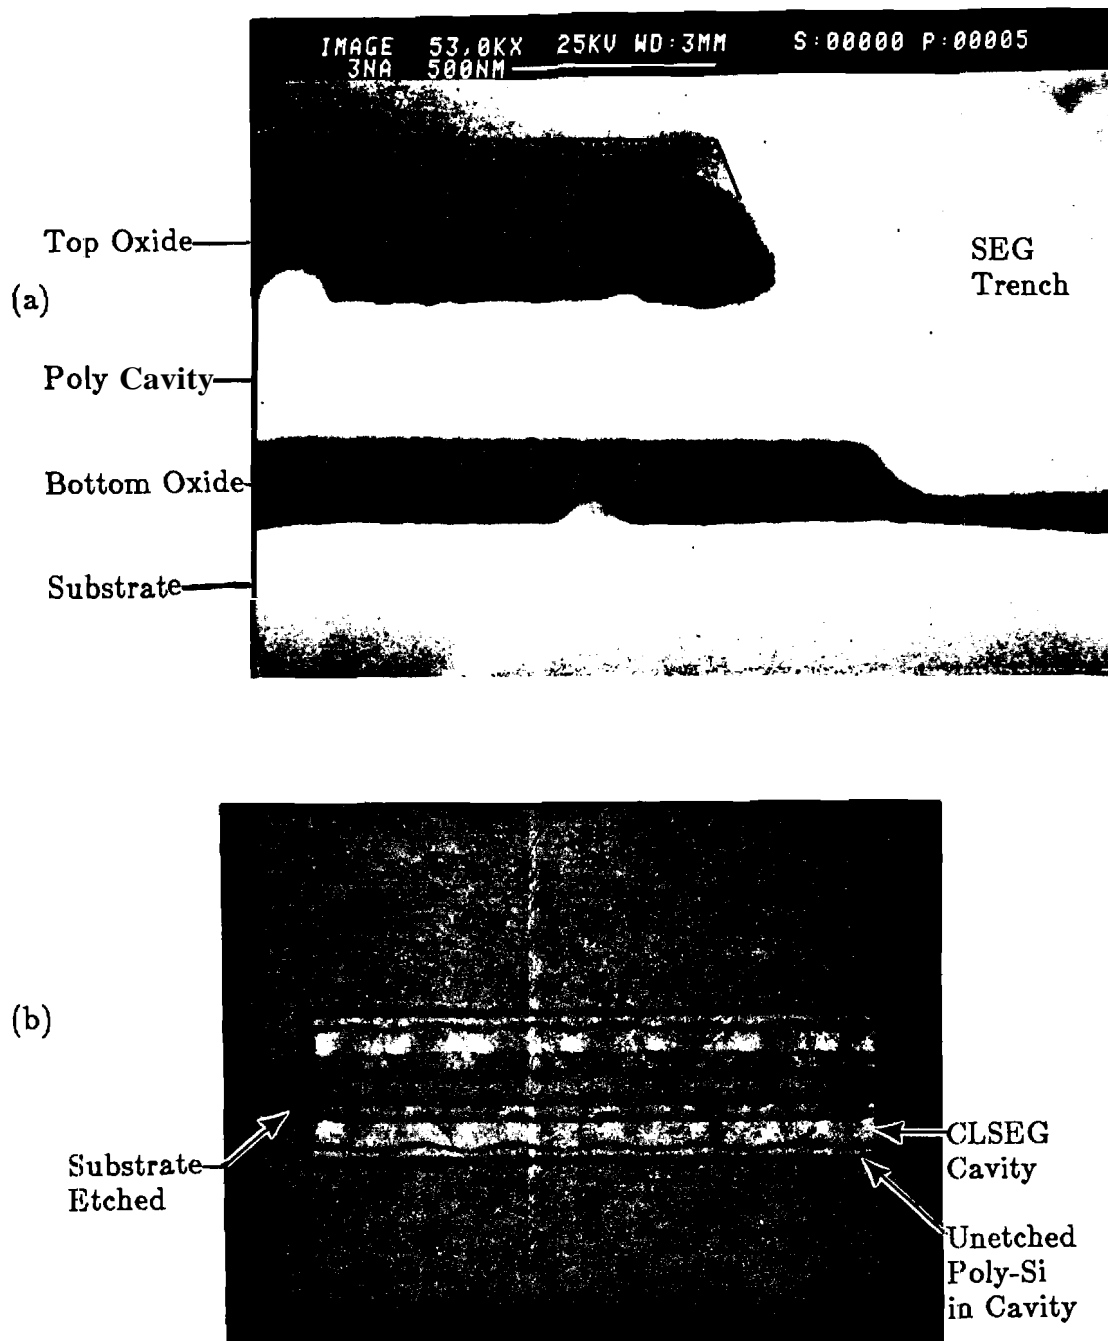 IMAGE 53,0KX 25KV WD:3MM S:00000 P:00005
3NA 500NM
Top Oxide
SEG
Trench
(a)
Poly Cavity
Bottom Oxide
Substrate
(b)
CLSEG
Cavity
Substrate
Etched
Unetched
Poly-Si
in Cavity